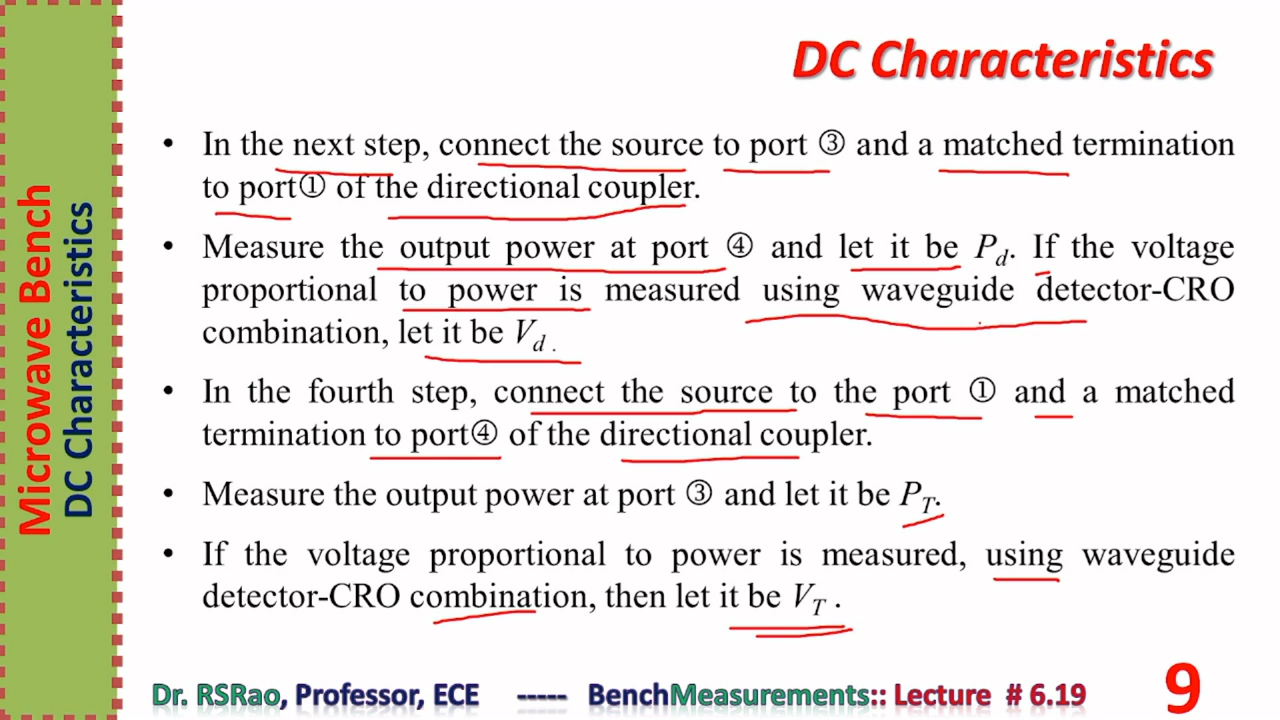 DC Characteristics
• In the next step, connect the source to port ③ and a matched termination
to port① of the directional coupler.
• Measure the output power at port ④ and let it be Pd. If the voltage
proportional to power is measured using waveguide detector-CRO
combination, let it be Vd .
• In the fourth step, connect the source to the port ① and a matched
termination to port④ of the directional coupler.
• Measure the output power at port ③ and let it be PT.
• If the voltage proportional to power is measured, using waveguide
detector-CRO combination, then let it be VT .
Microwave Bench
DC Characteristics
Dr. RSRao, Professor, ECE ----- BenchMeasurements:: Lecture # 6.19
9